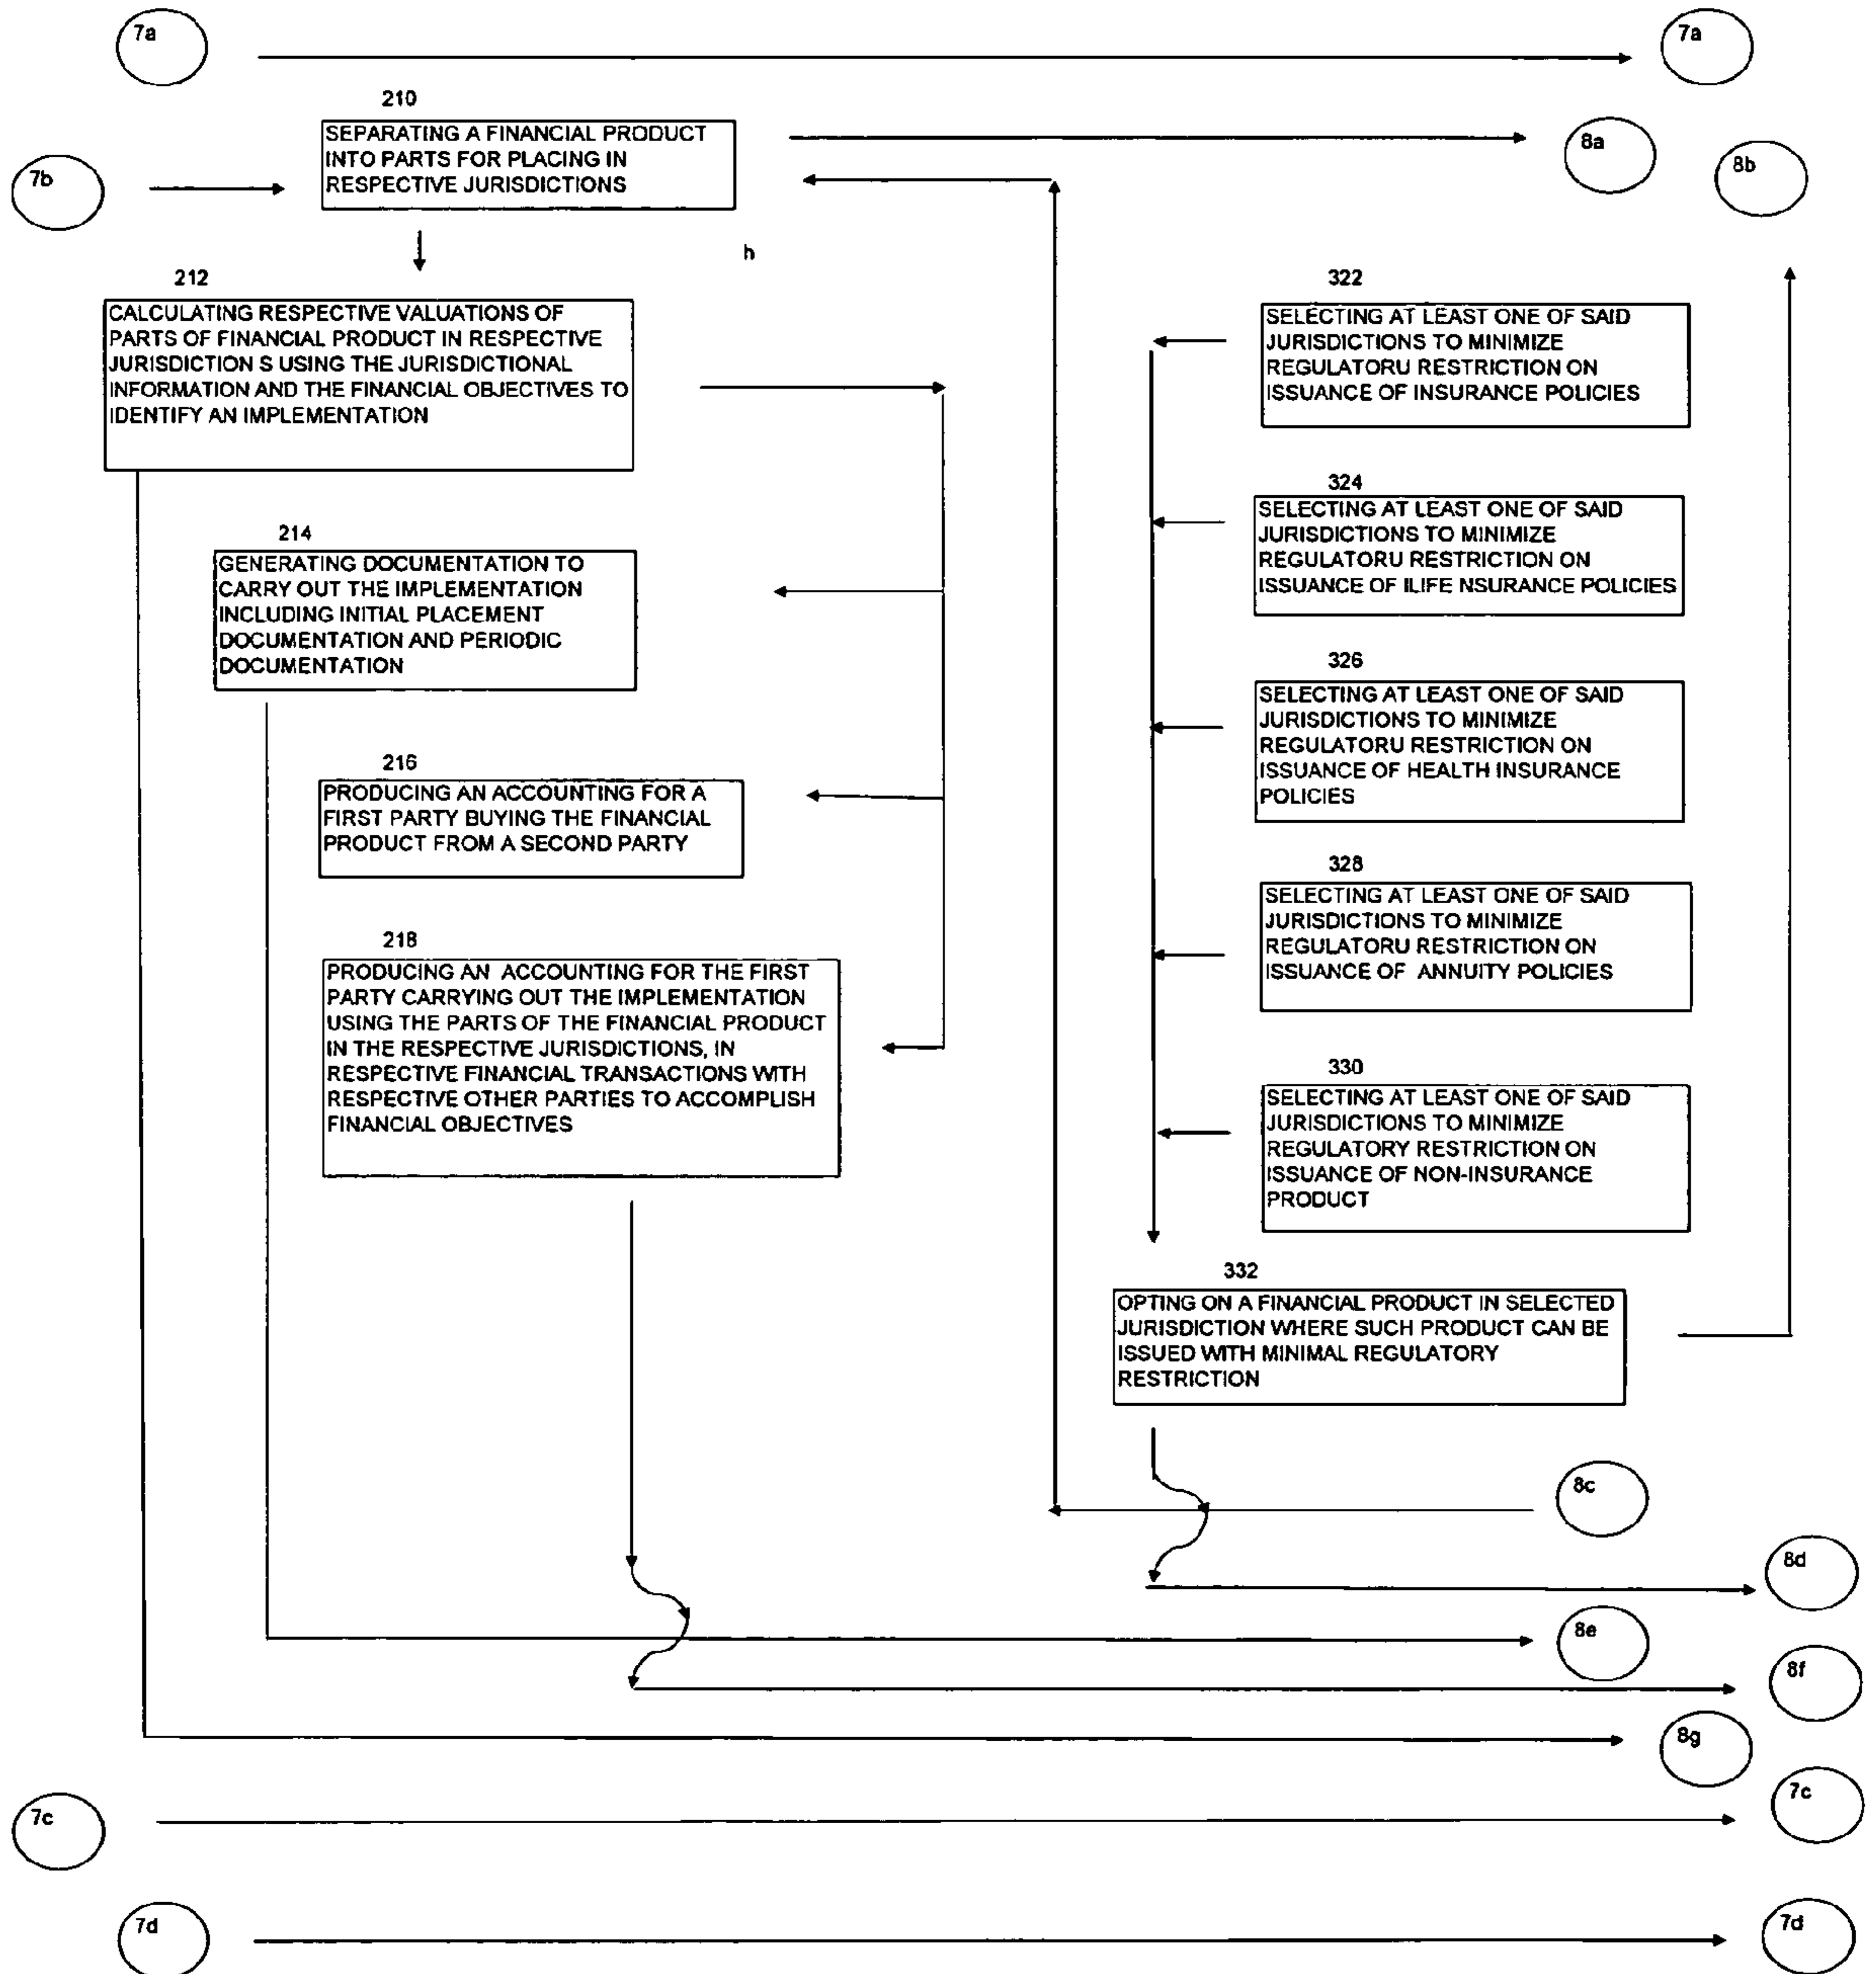 7a
7a
210
SEPARATING A FINANCIAL PRODUCT
INTO PARTS FOR PLACING IN
RESPECTIVE JURISDICTIONS
7b
8a
8b
h
212
CALCULATING RESPECTIVE VALUATIONS OF
PARTS OF FINANCIAL PRODUCT IN RESPECTIVE
JURISDICTION S USING THE JURISDICTIONAL
INFORMATION AND THE FINANCIAL OBJECTIVES TO
IDENTIFY AN IMPLEMENTATION
214
GENERATING DOCUMENTATION TO
CARRY OUT THE IMPLEMENTATION
INCLUDING INITIAL PLACEMENT
DOCUMENTATION AND PERIODIC
DOCUMENTATION
216
PRODUCING AN ACCOUNTING FOR A
FIRST PARTY BUYING THE FINANCIAL
PRODUCT FROM A SECOND PARTY
218
PRODUCING AN ACCOUNTING FOR THE FIRST
PARTY CARRYING OUT THE IMPLEMENTATION
USING THE PARTS OF THE FINANCIAL PRODUCT
IN THE RESPECTIVE JURISDICTIONS, IN
RESPECTIVE FINANCIAL TRANSACTIONS WITH
RESPECTIVE OTHER PARTIES TO ACCOMPLISH
FINANCIAL OBJECTIVES
322
SELECTING AT LEAST ONE OF SAID
JURISDICTIONS TO MINIMIZE
REGULATORU RESTRICTION ON
ISSUANCE OF INSURANCE POLICIES
324
SELECTING AT LEAST ONE OF SAID
JURISDICTIONS TO MINIMIZE
REGULATORU RESTRICTION ON
ISSUANCE OF ILIFE NSURANCE POLICIES
326
SELECTING AT LEAST ONE OF SAID
JURISDICTIONS TO MINIMIZE
REGULATORU RESTRICTION ON
ISSUANCE OF HEALTH INSURANCE
POLICIES
328
SELECTING AT LEAST ONE OF SAID
JURISDICTIONS TO MINIMIZE
REGULATORU RESTRICTION ON
ISSUANCE OF ANNUITY POLICIES
330
SELECTING AT LEAST ONE OF SAID
JURISDICTIONS TO MINIMIZE
REGULATORY RESTRICTION ON
ISSUANCE OF NON-INSURANCE
PRODUCT
332
OPTING ON A FINANCIAL PRODUCT IN SELECTED
JURISDICTION WHERE SUCH PRODUCT CAN BE
ISSUED WITH MINIMAL REGULATORY
RESTRICTION
8c
8d
8e
8f
8g
7c
7c
7d
7d